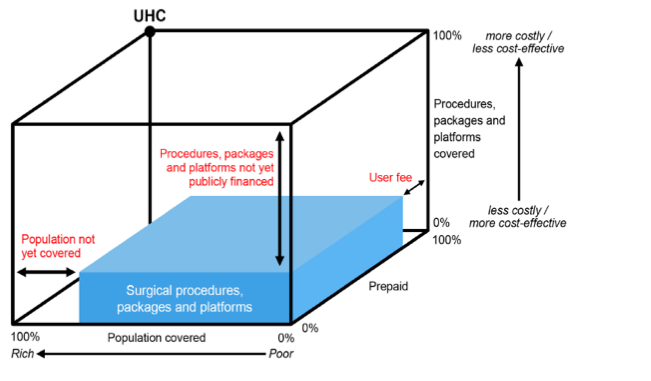 UHC
100%
more costly /
less cost-effective
Procedures,
packages and
platforms
covered
Procedures, packages
and platforms not yet
publicly financed
User fee
less costly /
more cost-effective
0%
100%
Population not
yet covered
Surgical procedures,
packages and platforms
Prepaid
100%
Population covered
0%
0%
Rich
Poor